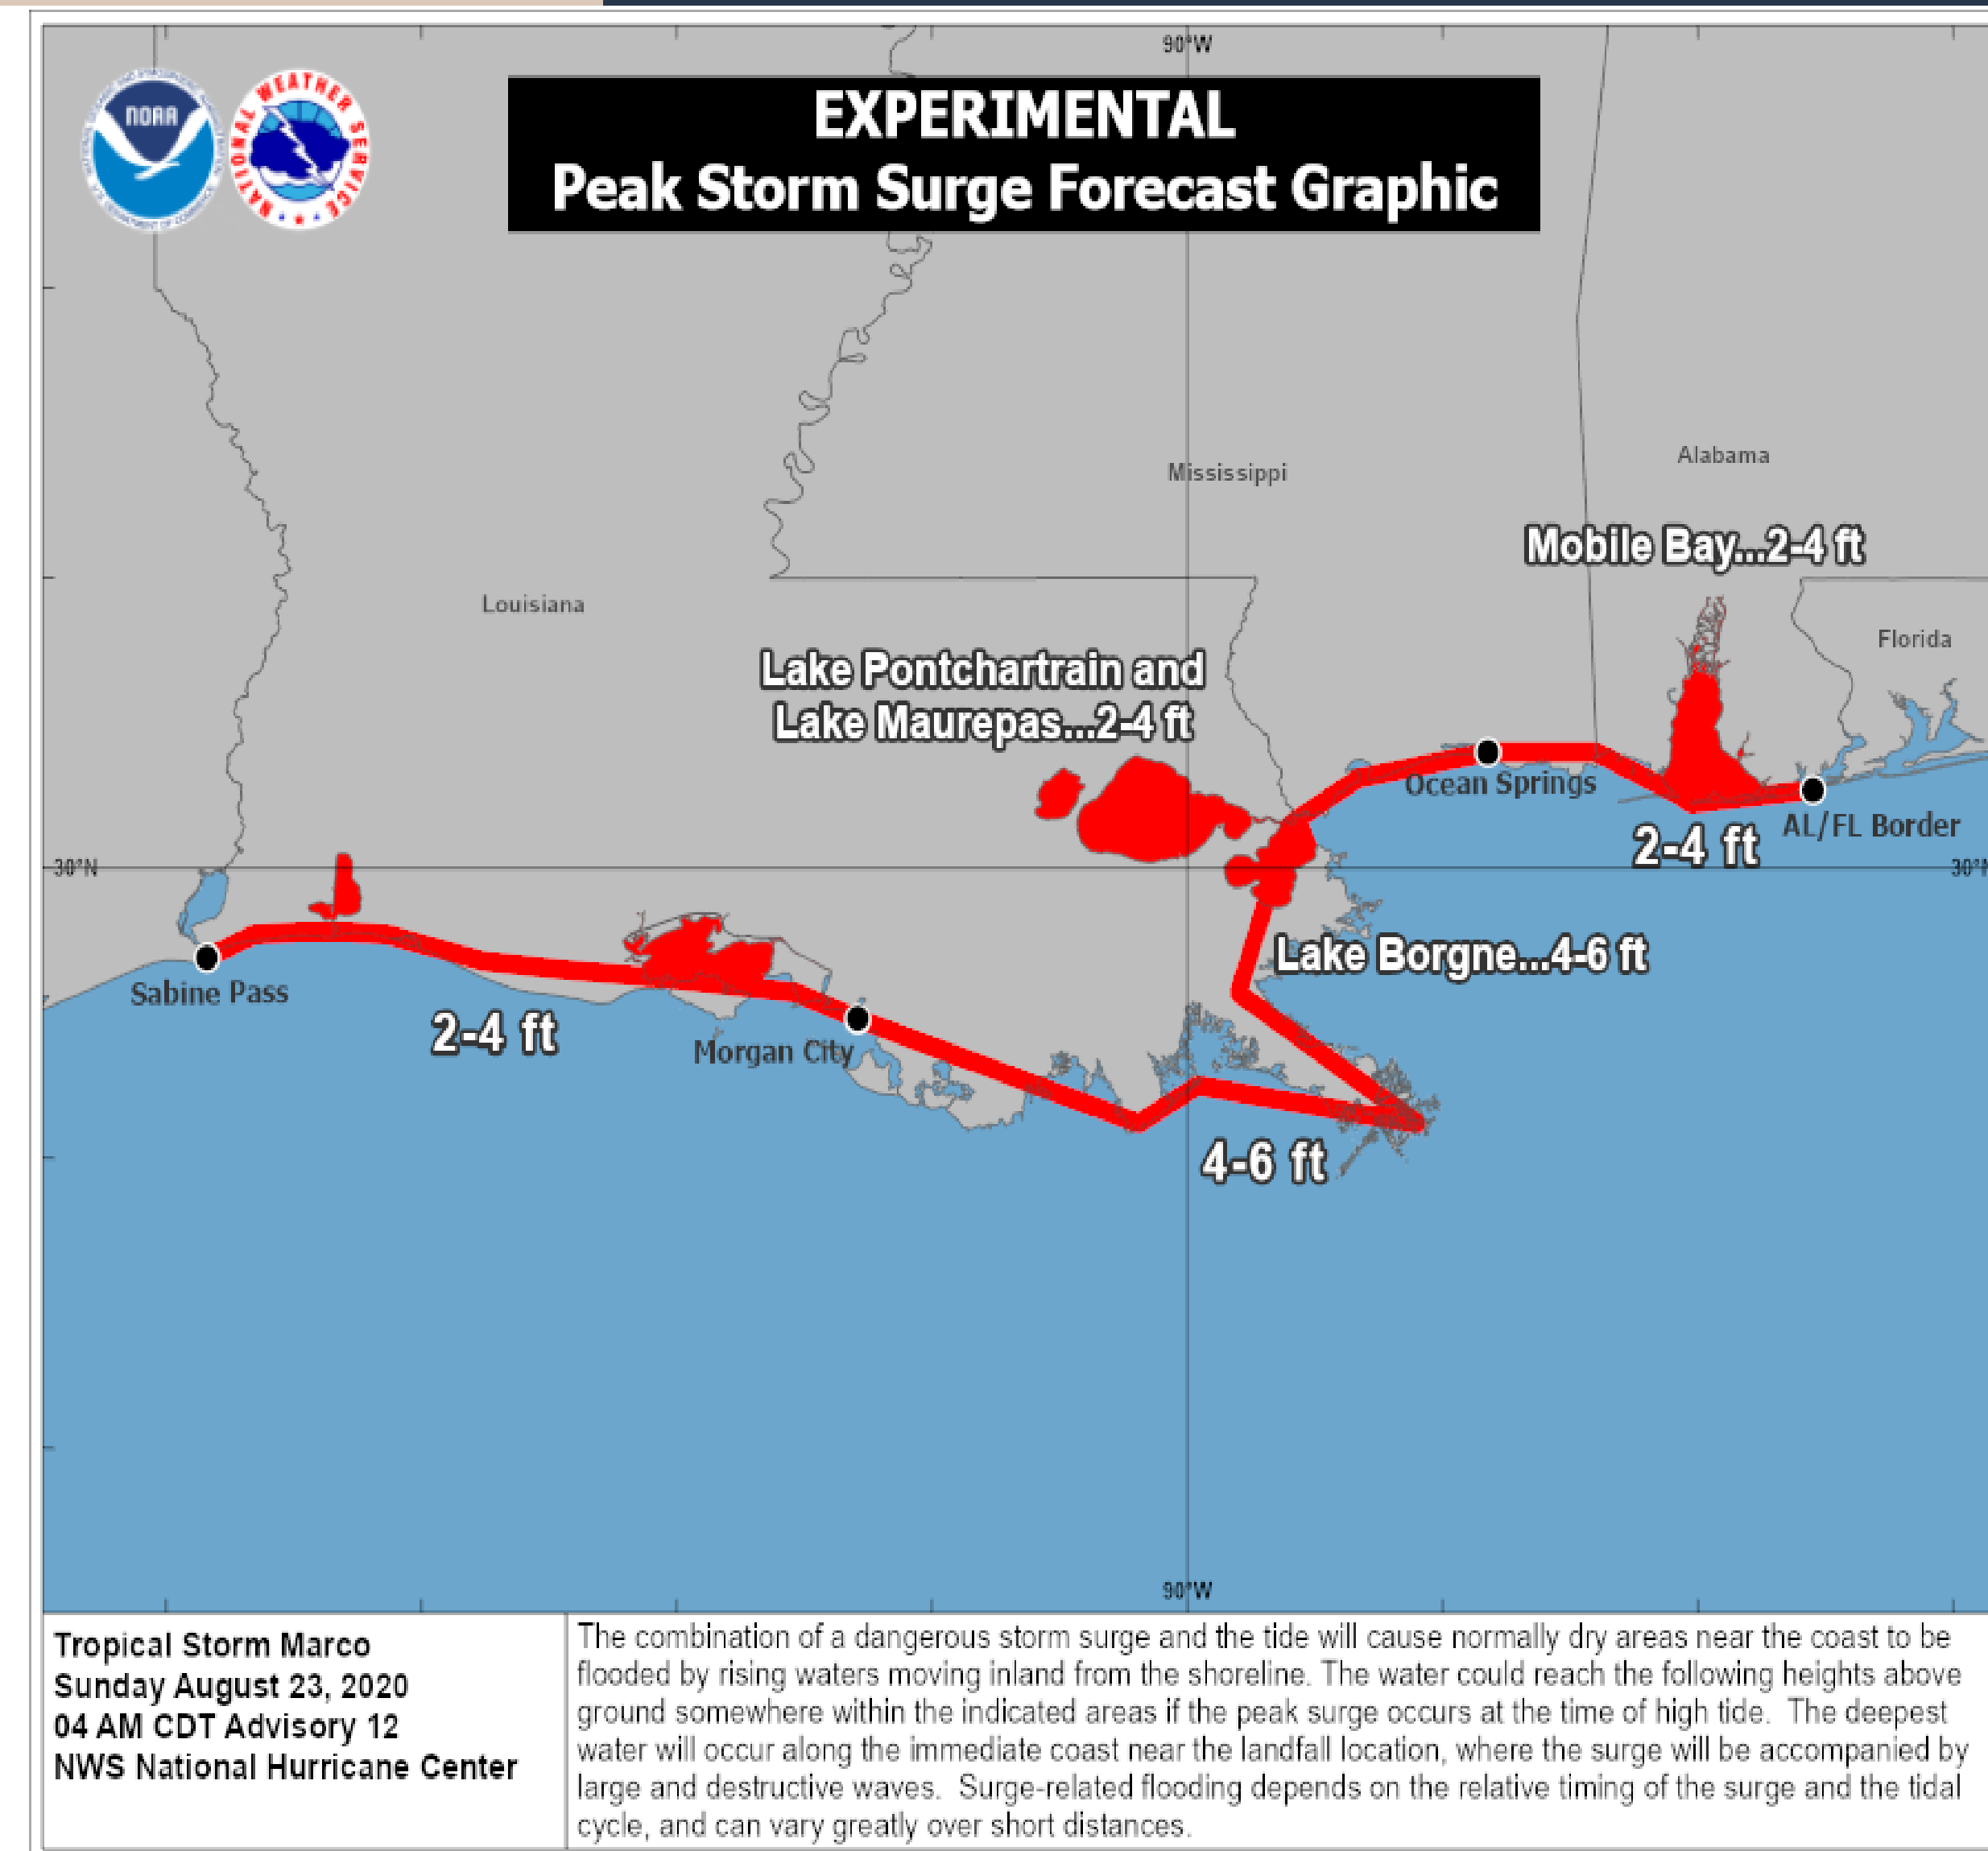 90°W
NOAA
NATIONAL WEATHER SERVICE
EXPERIMENTAL
Peak Storm Surge Forecast Graphic
Alabama
Mississippi
Mobile Bay...2-4 ft
Louisiana
Florida
Lake Pontchartrain and
Lake Maurepas...2-4 ft
Ocean Springs
AL/FL Border
2-4 ft
30°N
30°N
Lake Borgne...4-6 ft
Sabine Pass
2-4 ft
Morgan City
4-6 ft
90°W
Tropical Storm Marco
Sunday August 23, 2020
04 AM CDT Advisory 12
NWS National Hurricane Center
The combination of a dangerous storm surge and the tide will cause normally dry areas near the coast to be
flooded by rising waters moving inland from the shoreline. The water could reach the following heights above
ground somewhere within the indicated areas if the peak surge occurs at the time of high tide.  The deepest
water will occur along the immediate coast near the landfall location, where the surge will be accompanied by
large and destructive waves.  Surge-related flooding depends on the relative timing of the surge and the tidal
cycle, and can vary greatly over short distances.